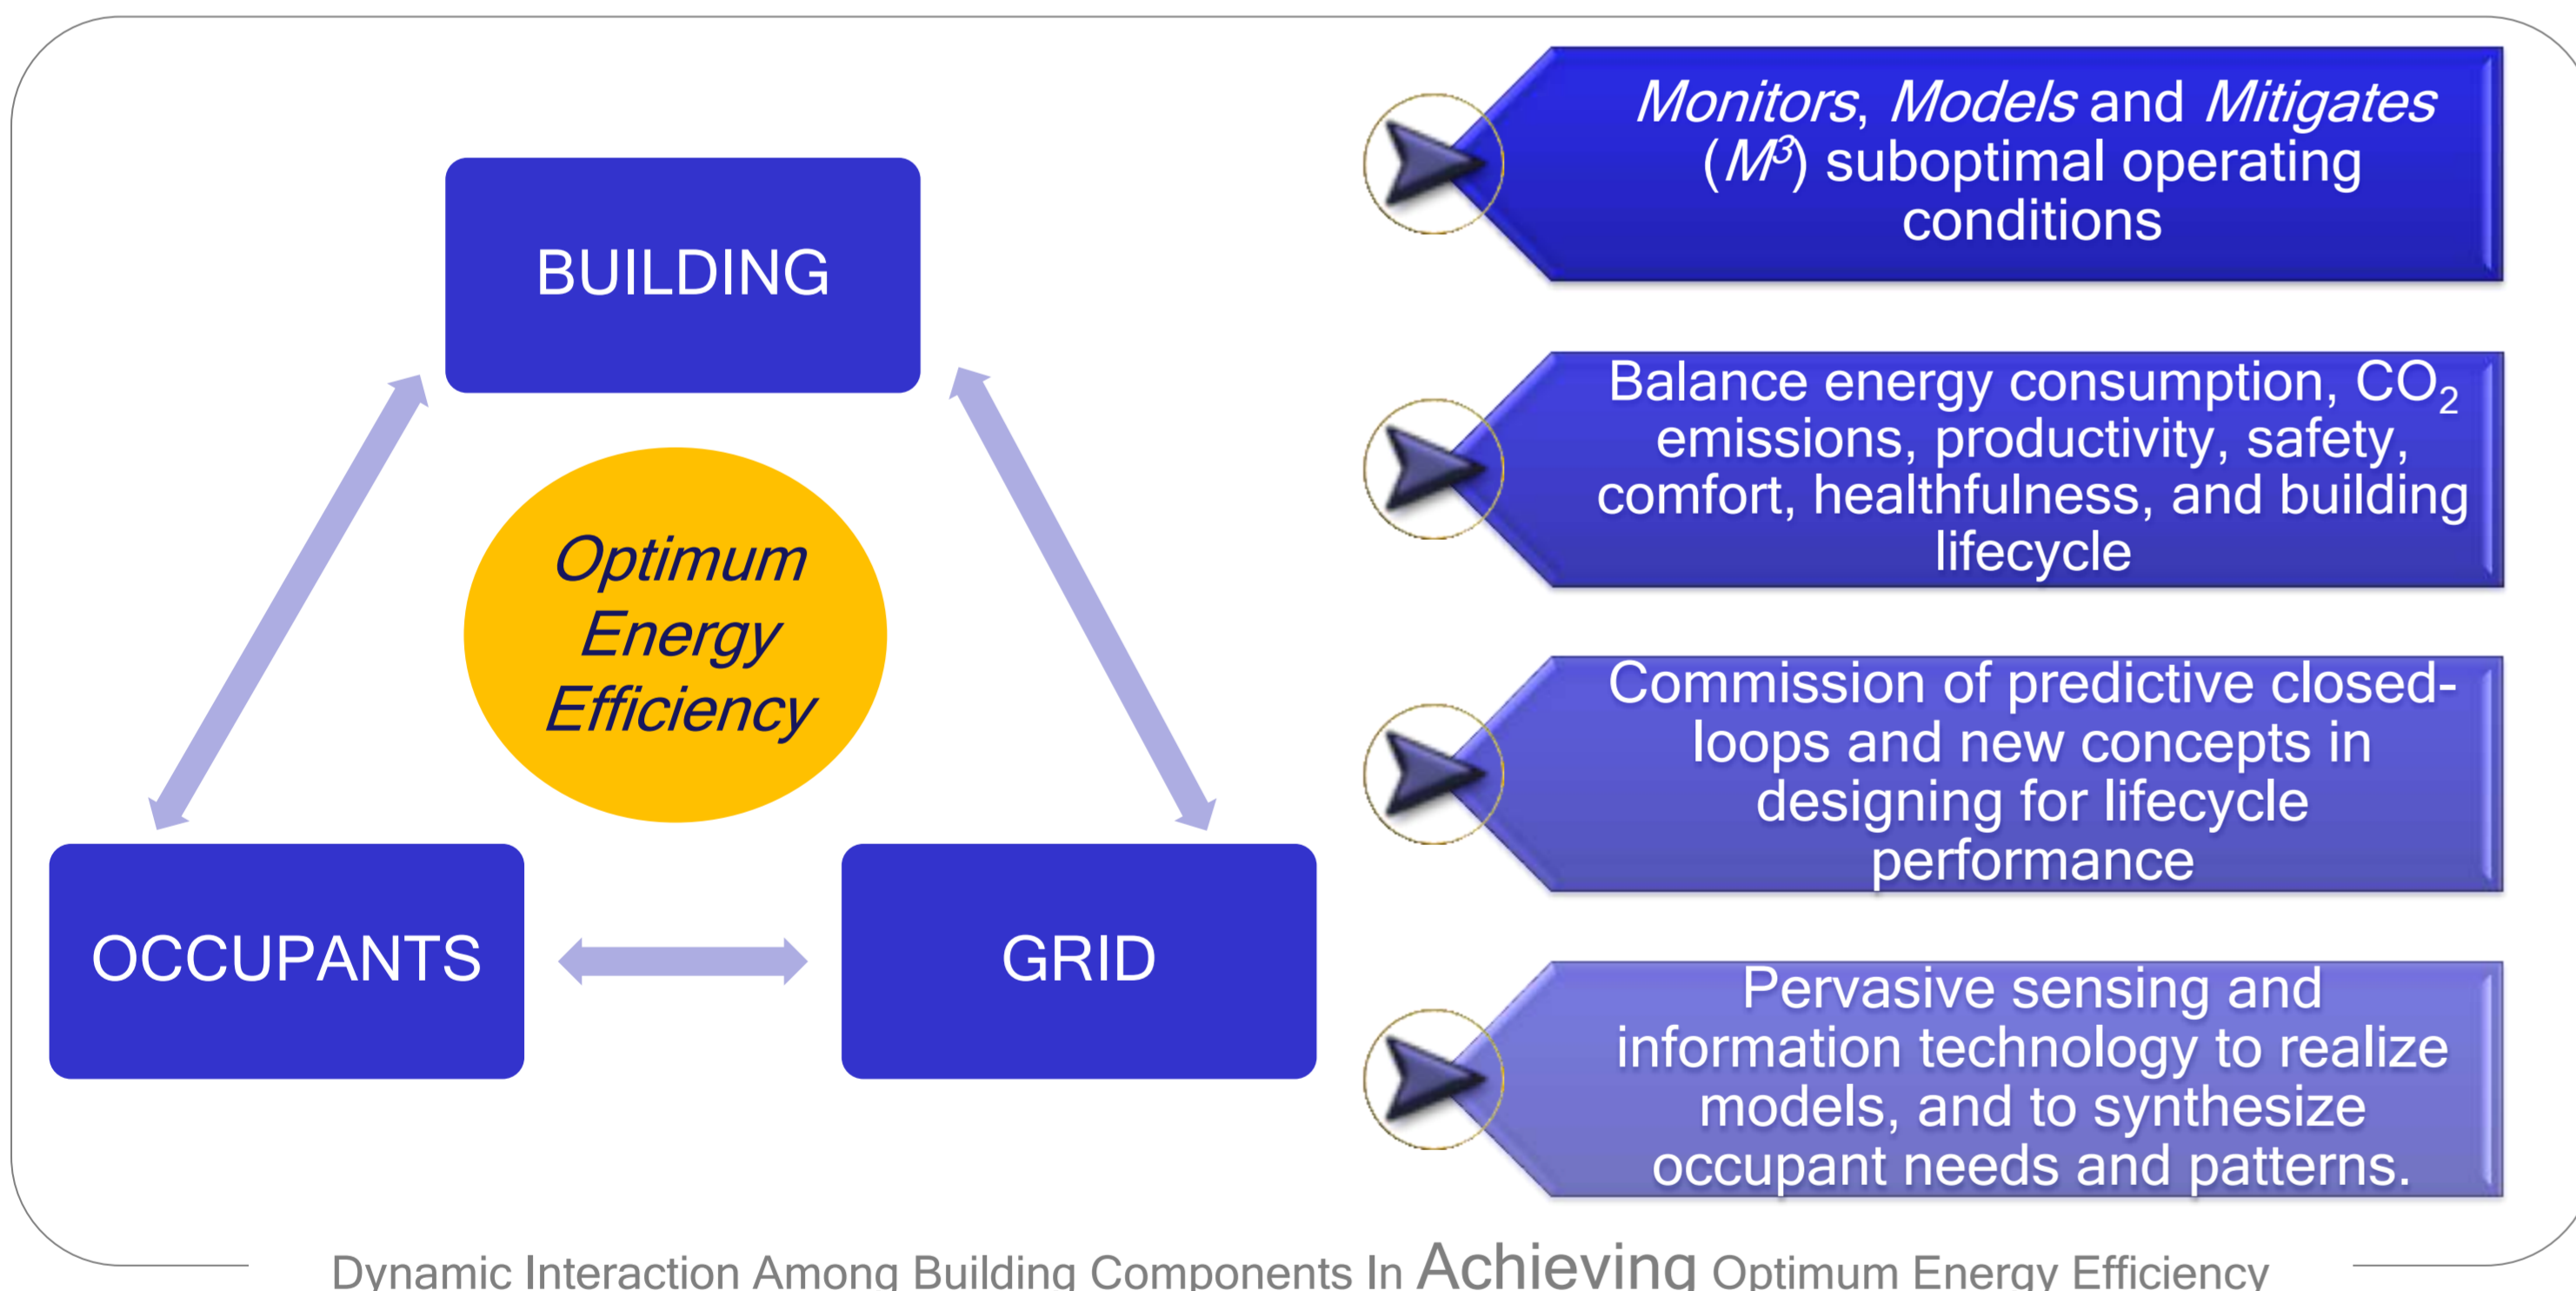 BUILDING
Optimum
Energy
Efficiency
OCCUPANTS
GRID
Monitors, Models and Mitigates
(M³) suboptimal operating
conditions
Balance energy consumption, CO₂
emissions, productivity, safety,
comfort, healthfulness, and building
lifecycle
Commission of predictive closed-
loops and new concepts in
designing for lifecycle
performance
Pervasive sensing and
information technology to realize
models, and to synthesize
occupant needs and patterns.
Dynamic Interaction Among Building Components In Achieving Optimum Energy Efficiency